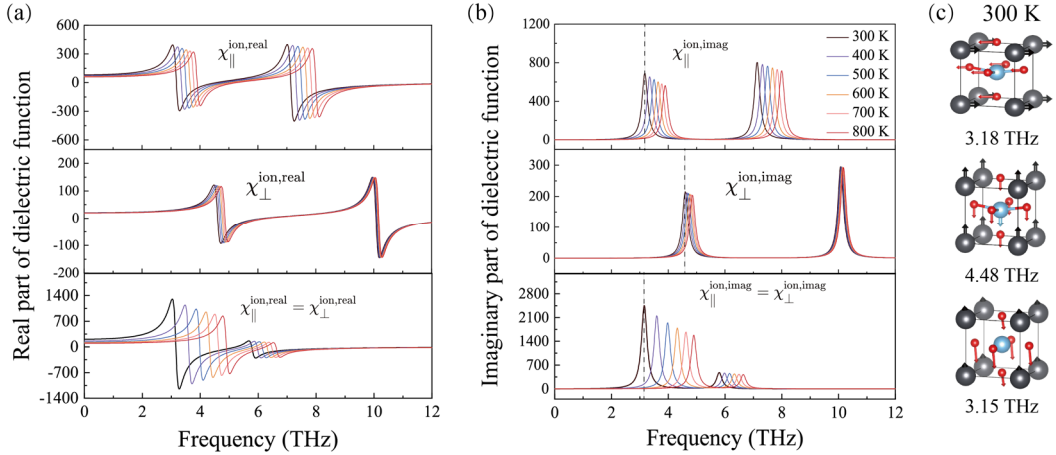 (a)
Real part of dielectric function
600
300
0
-300
-600
χ∥^ion,real
200
100
0
-100
200
χ⊥^ion,real
1400
700
0
-700
-1400
χ∥^ion,real = χ⊥^ion,real
0 2 4 6 8 10 12
Frequency (THz)
(b)
Imaginary part of dielectric function
1200
900
600
300
0
χ∥^ion,imag
300 K
400 K
500 K
600 K
700 K
800 K
300
200
100
0
χ⊥^ion,imag
2800
2100
1400
700
0
χ∥^ion,imag = χ⊥^ion,imag
0 2 4 6 8 10 12
Frequency (THz)
(c)
300 K
3.18 THz
4.48 THz
3.15 THz